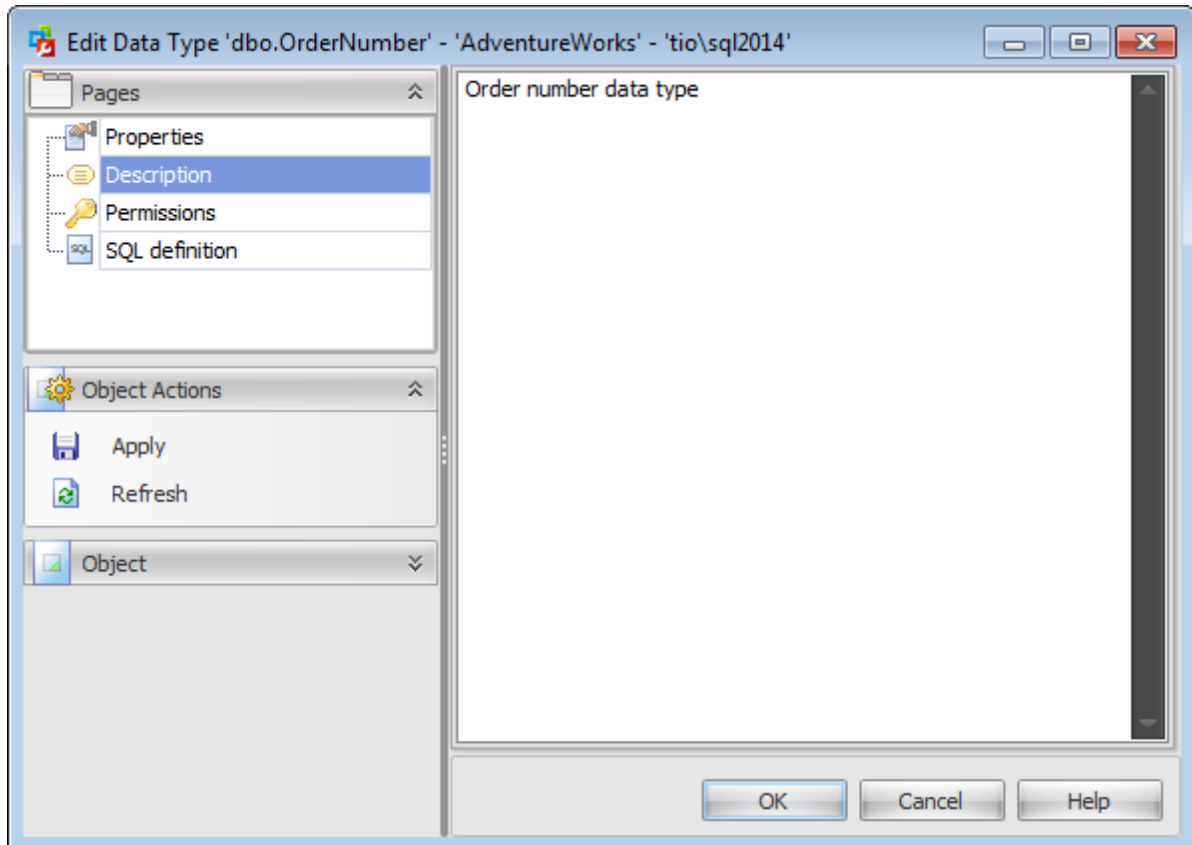 Edit Data Type 'dbo.OrderNumber' - 'AdventureWorks' - 'tio\sql2014'
Pages
Properties
Description
Permissions
SQL
SQL definition
Object Actions
Apply
Refresh
Object
Order number data type
OK
Cancel
Help